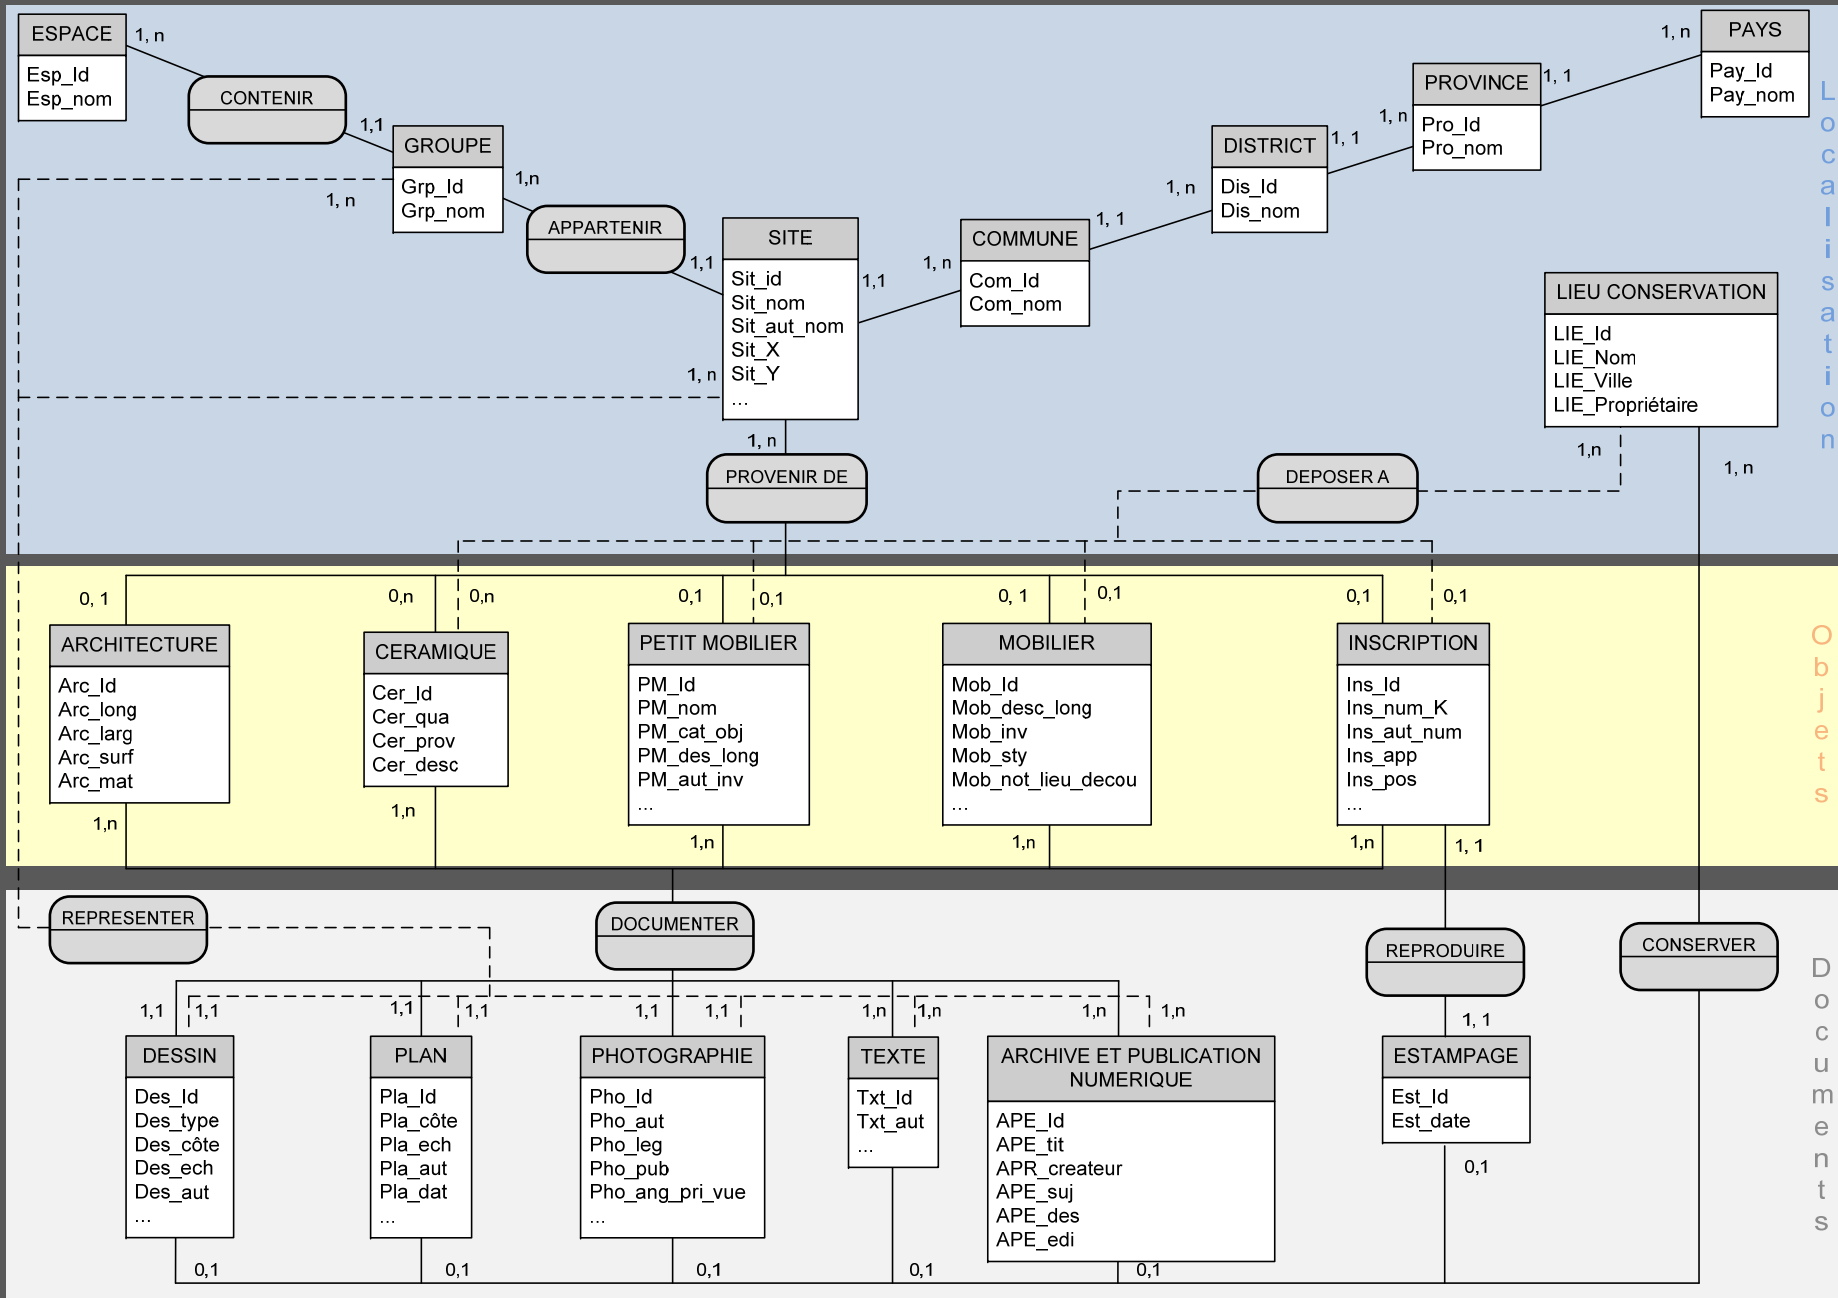 ESPACE
Esp_Id
Esp_nom
1, n
CONTENIR
1,1
GROUPE
Grp_Id
Grp_nom
1, n
1,n
APPARTENIR
1,1
SITE
Sit_id
Sit_nom
Sit_aut_nom
Sit_X
Sit_Y
...
1, n
1,1
1, n
COMMUNE
Com_Id
Com_nom
1, 1
1, n
DISTRICT
Dis_Id
Dis_nom
1, 1
1, n
PROVINCE
Pro_Id
Pro_nom
1, 1
1, n
PAYS
Pay_Id
Pay_nom
Localisation
LIEU CONSERVATION
LIE_Id
LIE_Nom
LIE_Ville
LIE_Propriétaire
1,n
1, n
1, n
PROVENIR DE
DEPOSER A
0, 1
0,n
0,n
0,1
0,1
0, 1
0,1
0,1
0,1
ARCHITECTURE
Arc_Id
Arc_long
Arc_larg
Arc_surf
Arc_mat
1,n
CERAMIQUE
Cer_Id
Cer_qua
Cer_prov
Cer_desc
1,n
PETIT MOBILIER
PM_Id
PM_nom
PM_cat_obj
PM_des_long
PM_aut_inv
...
1,n
MOBILIER
Mob_Id
Mob_desc_long
Mob_inv
Mob_sty
Mob_not_lieu_decou
...
1,n
INSCRIPTION
Ins_Id
Ins_num_K
Ins_aut_num
Ins_app
Ins_pos
...
1,n
1, 1
Objets
REPRESENTER
DOCUMENTER
REPRODUIRE
CONSERVER
1,1
1,1
1,1
1,1
1,1
1,1
1,n
1,n
1,n
1,n
1, 1
DESSIN
Des_Id
Des_type
Des_côte
Des_ech
Des_aut
...
0,1
PLAN
Pla_Id
Pla_côte
Pla_ech
Pla_aut
Pla_dat
...
0,1
PHOTOGRAPHIE
Pho_Id
Pho_aut
Pho_leg
Pho_pub
Pho_ang_pri_vue
...
0,1
TEXTE
Txt_Id
Txt_aut
...
0,1
ARCHIVE ET PUBLICATION
NUMERIQUE
APE_Id
APE_tit
APR_createur
APE_suj
APE_des
APE_edi
0,1
ESTAMPAGE
Est_Id
Est_date
0,1
Documents